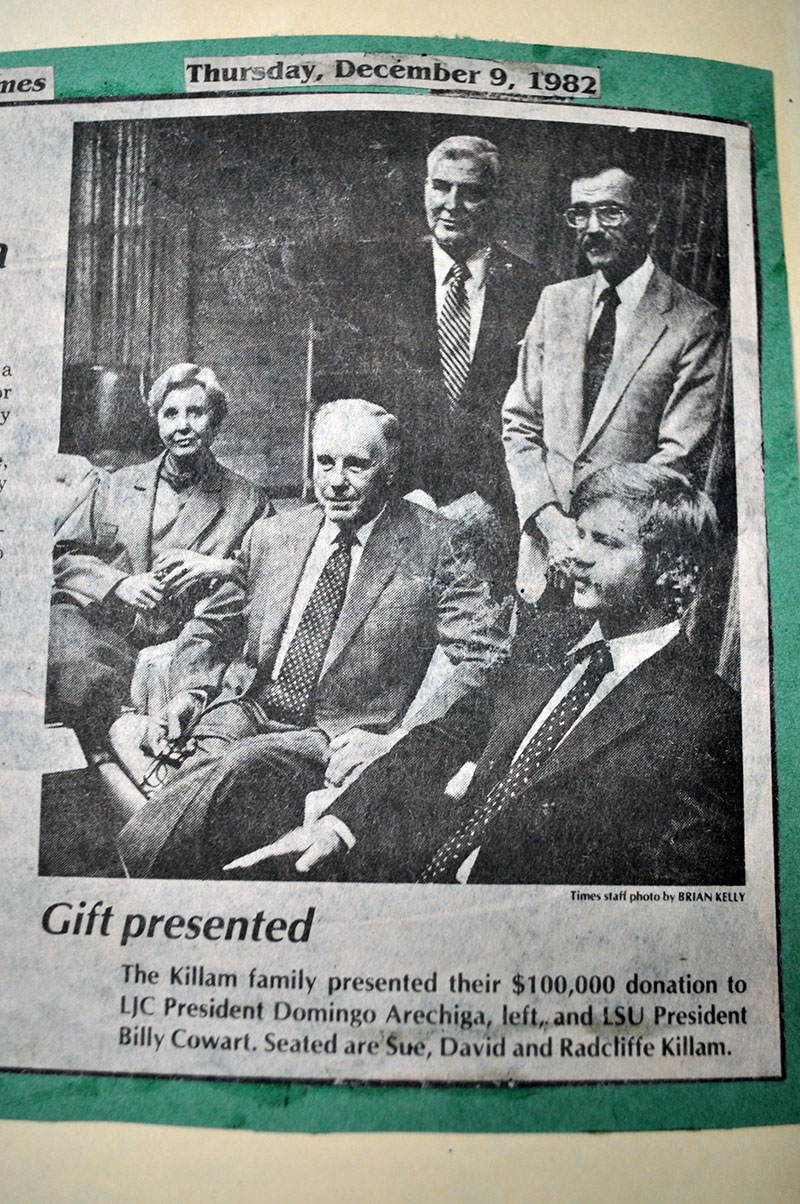 mes
Thursday, December 9, 1982
a
a
or
y
e,
y
Times staff photo by BRIAN KELLY
Gift presented
The Killam family presented their $100,000 donation to
LJC President Domingo Arechiga, left, and LSU President
Billy Cowart. Seated are Sue, David and Radcliffe Killam.